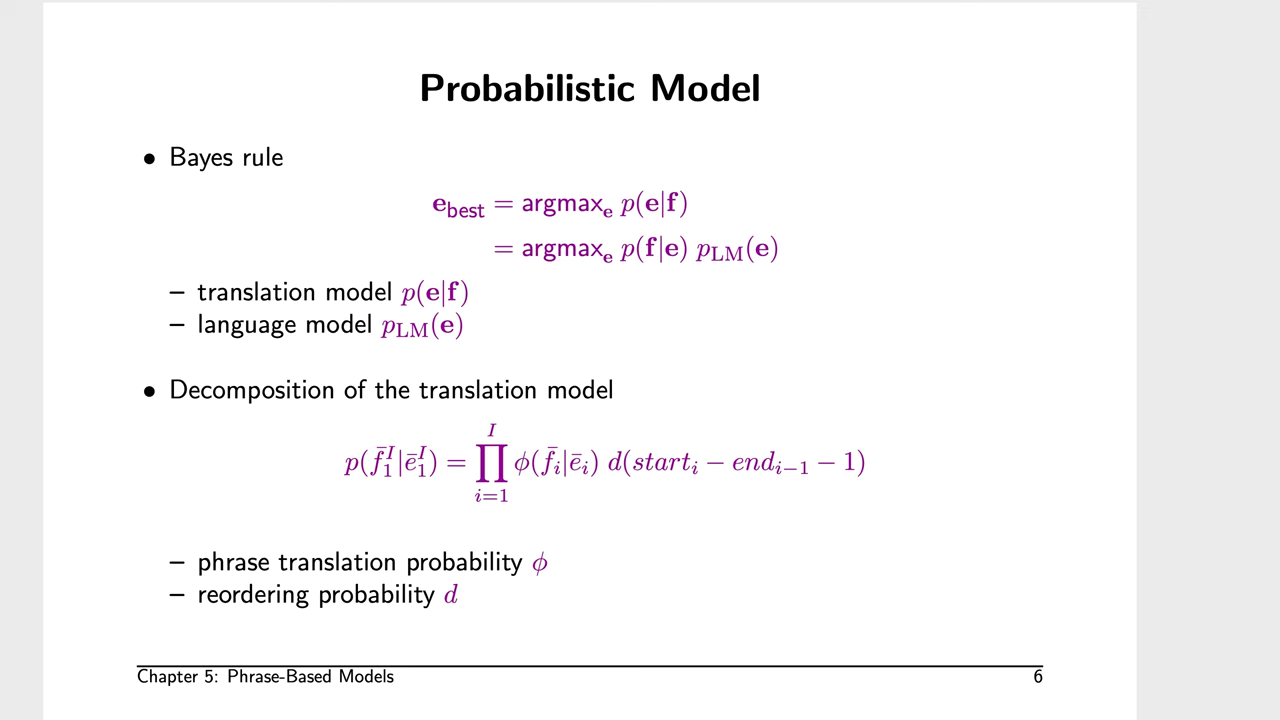 Probabilistic Model
• Bayes rule
e_best = argmax_e p(e|f)
= argmax_e p(f|e) p_LM(e)
– translation model p(e|f)
– language model p_LM(e)
• Decomposition of the translation model
p(f̄_1^I|ē_1^I) = ∏_{i=1}^{I} ϕ(f̄_i|ē_i) d(start_i − end_{i−1} − 1)
– phrase translation probability ϕ
– reordering probability d
Chapter 5: Phrase-Based Models 6